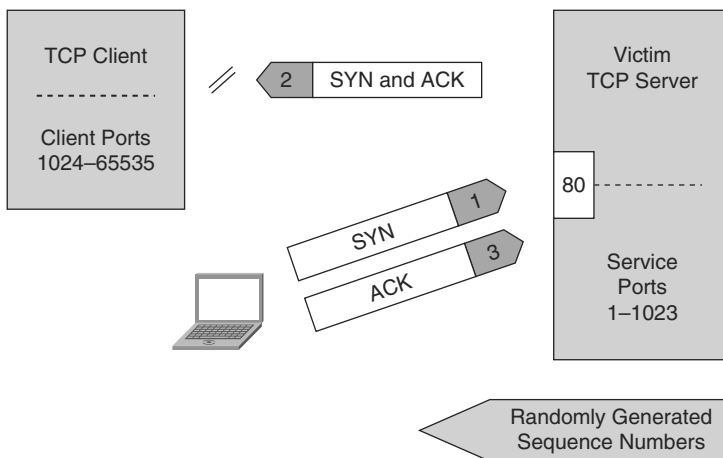 TCP Client
Client Ports
1024–65535
2
SYN and ACK
Victim
TCP Server
80
Service
Ports
1–1023
SYN
1
ACK
3
Randomly Generated
Sequence Numbers